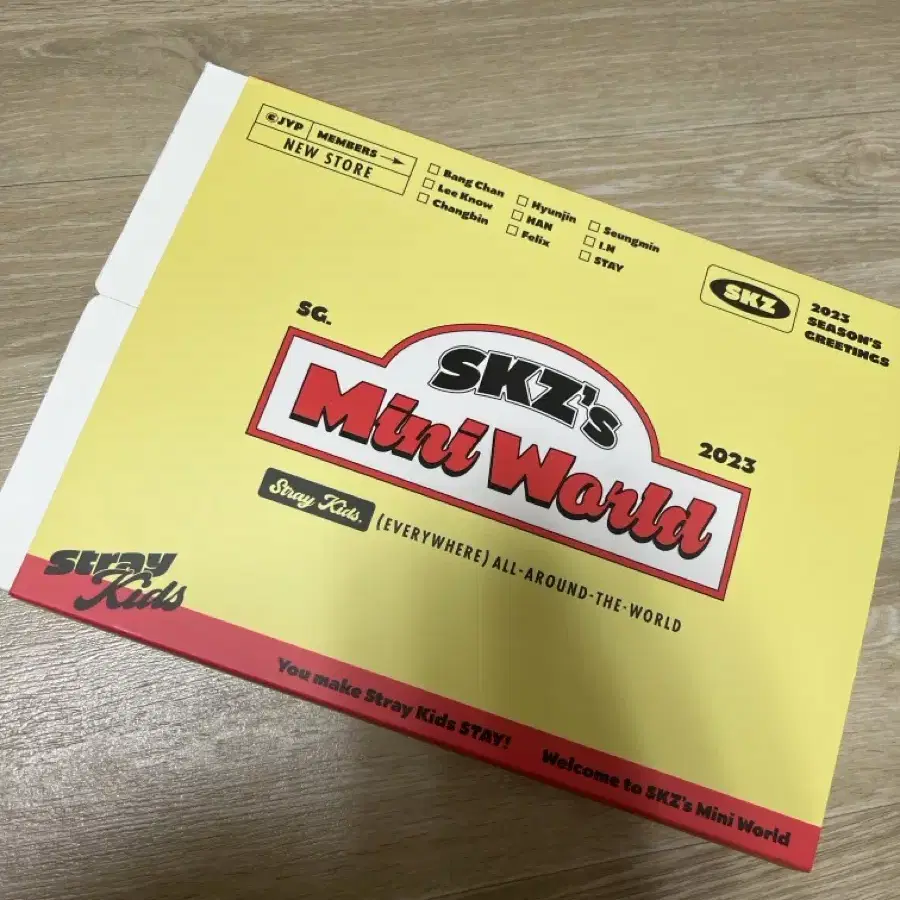 ©JYP MEMBERS →
NEW STORE
Bang Chan
Lee Know
Changbin
Hyunjin
HAN
Felix
Seungmin
I.N
STAY
SKZ
2023
SEASON'S
GREETINGS
SG.
SKZ's
Mini World
2023
Stray Kids.
(EVERYWHERE) ALL-AROUND-THE-WORLD
Stray
Kids
You make Stray Kids STAY! Welcome to SKZ's Mini World